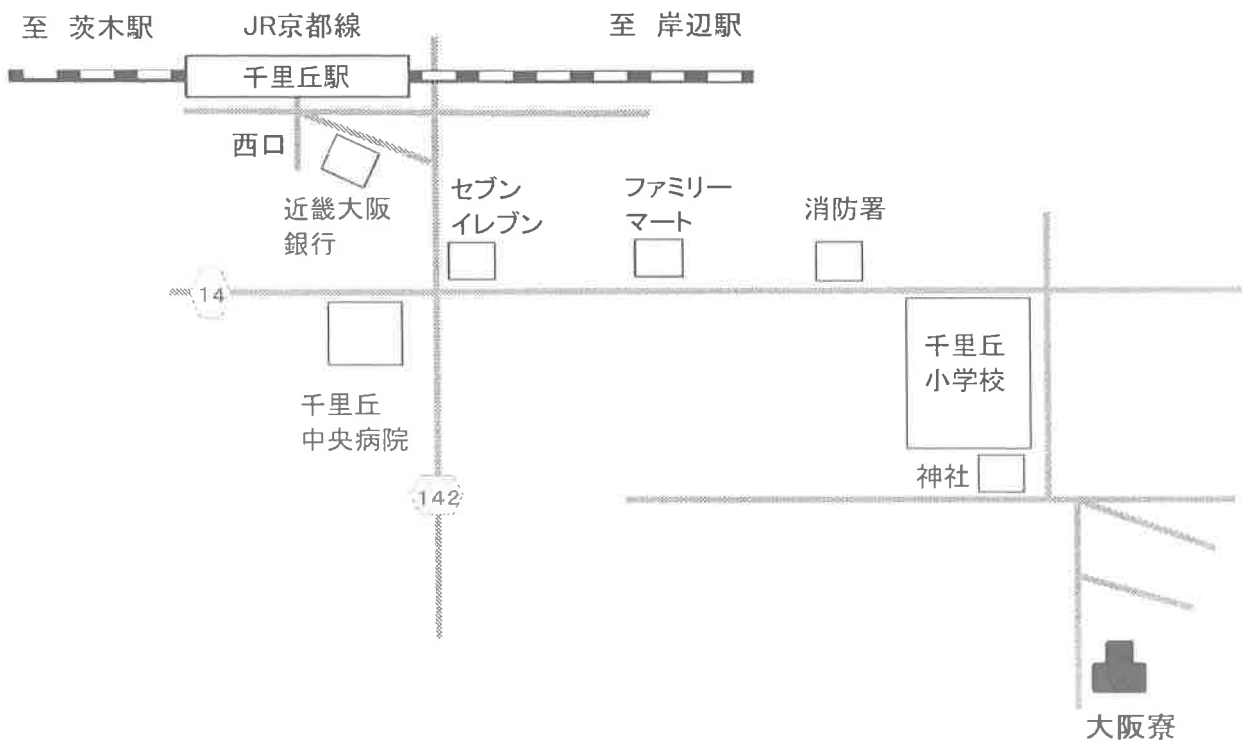 至 茨木駅
JR京都線
至 岸辺駅
千里丘駅
西口
近畿大阪
銀行
セブン
イレブン
ファミリー
マート
消防署
14
千里丘
中央病院
千里丘
小学校
神社
142
大阪寮